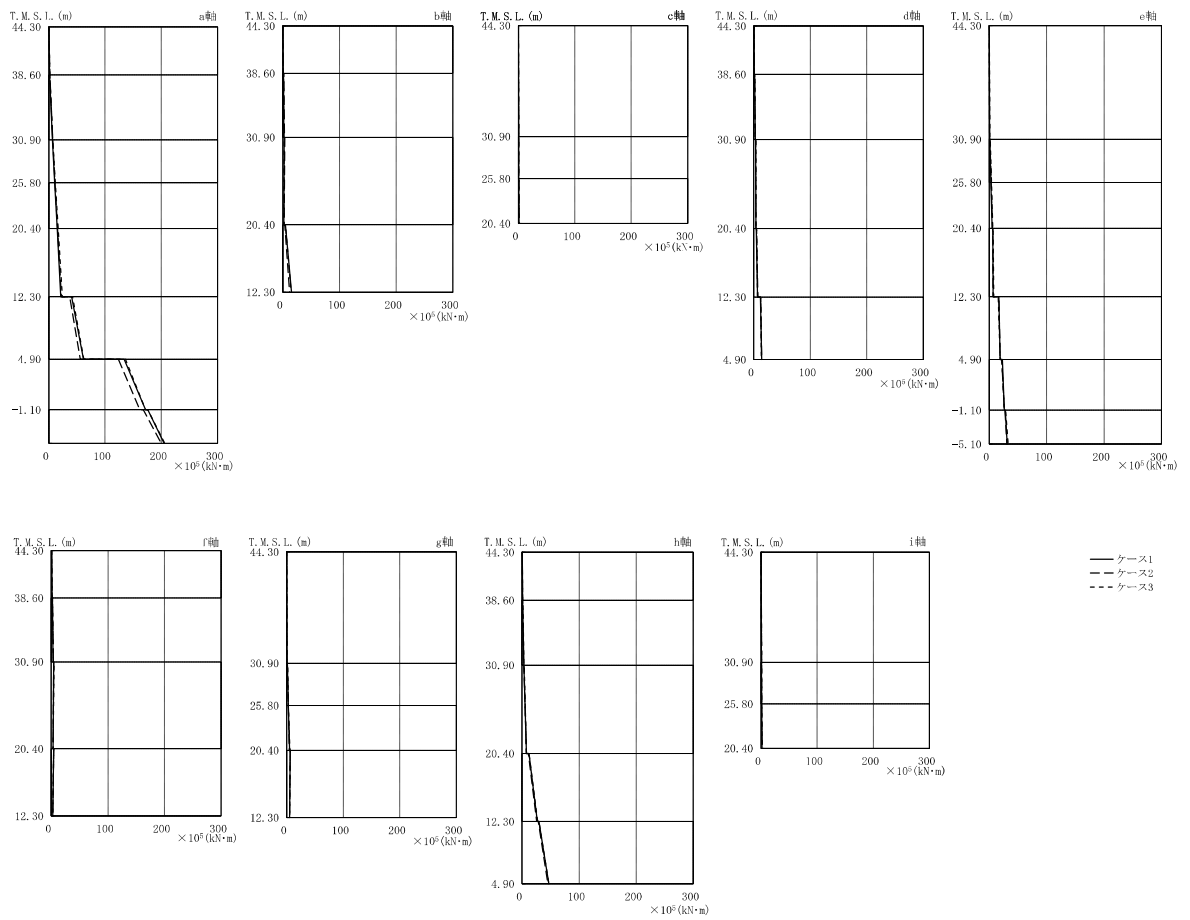 T.M.S.L.(m) a軸
44.30
38.60
30.90
25.80
20.40
12.30
4.90
-1.10
0 100 200 300
×10⁵(kN·m)
T.M.S.L.(m) b軸
44.30
38.60
30.90
20.40
12.30
0 100 200 300
×10⁵(kN·m)
T.M.S.L.(m) c軸
44.30
30.90
25.80
20.40
0 100 200 300
×10⁵(kN·m)
T.M.S.L.(m) d軸
44.30
38.60
30.90
20.40
12.30
4.90
0 100 200 300
×10⁵(kN·m)
T.M.S.L.(m) e軸
44.30
30.90
25.80
20.40
12.30
4.90
-1.10
-5.10
0 100 200 300
×10⁵(kN·m)
T.M.S.L.(m) f軸
44.30
38.60
30.90
20.40
12.30
0 100 200 300
×10⁵(kN·m)
T.M.S.L.(m) g軸
44.30
30.90
25.80
20.40
12.30
0 100 200 300
×10⁵(kN·m)
T.M.S.L.(m) h軸
44.30
38.60
30.90
20.40
12.30
4.90
0 100 200 300
×10⁵(kN·m)
T.M.S.L.(m) i軸
44.30
30.90
25.80
20.40
0 100 200 300
×10⁵(kN·m)
ケース1
ケース2
ケース3